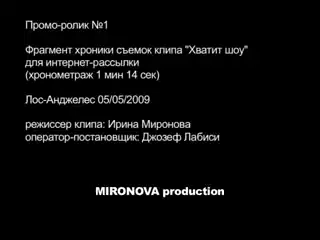 Промо-ролик №1
Фрагмент хроники съемок клипа "Хватит шоу"
для интернет-рассылки
(хронометраж 1 мин 14 сек)
Лос-Анджелес 05/05/2009
режиссер клипа: Ирина Миронова
оператор-постановщик: Джозеф Лабиси
MIRONOVA production